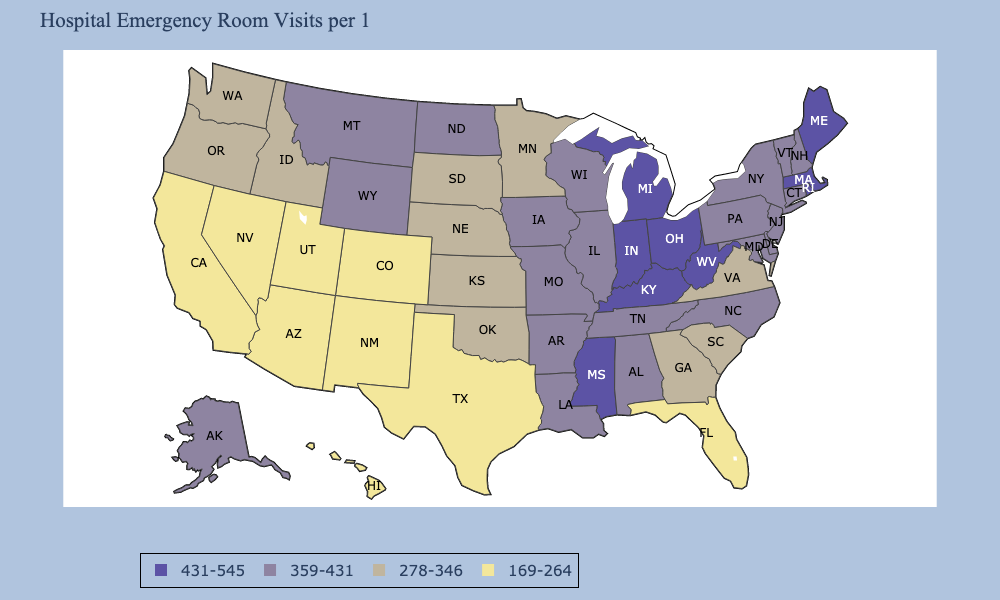 Hospital Emergency Room Visits per 1
WA
MT
ND
MN
ME
OR
ID
SD
WI
MI
NY
VT
NH
MA
CT
RI
WY
NE
IA
IL
IN
OH
PA
NJ
NV
UT
CO
KS
MO
KY
WV
MD
DE
VA
CA
AZ
NM
OK
AR
TN
NC
TX
LA
MS
AL
GA
SC
FL
AK
HI
431-545 359-431 278-346 169-264